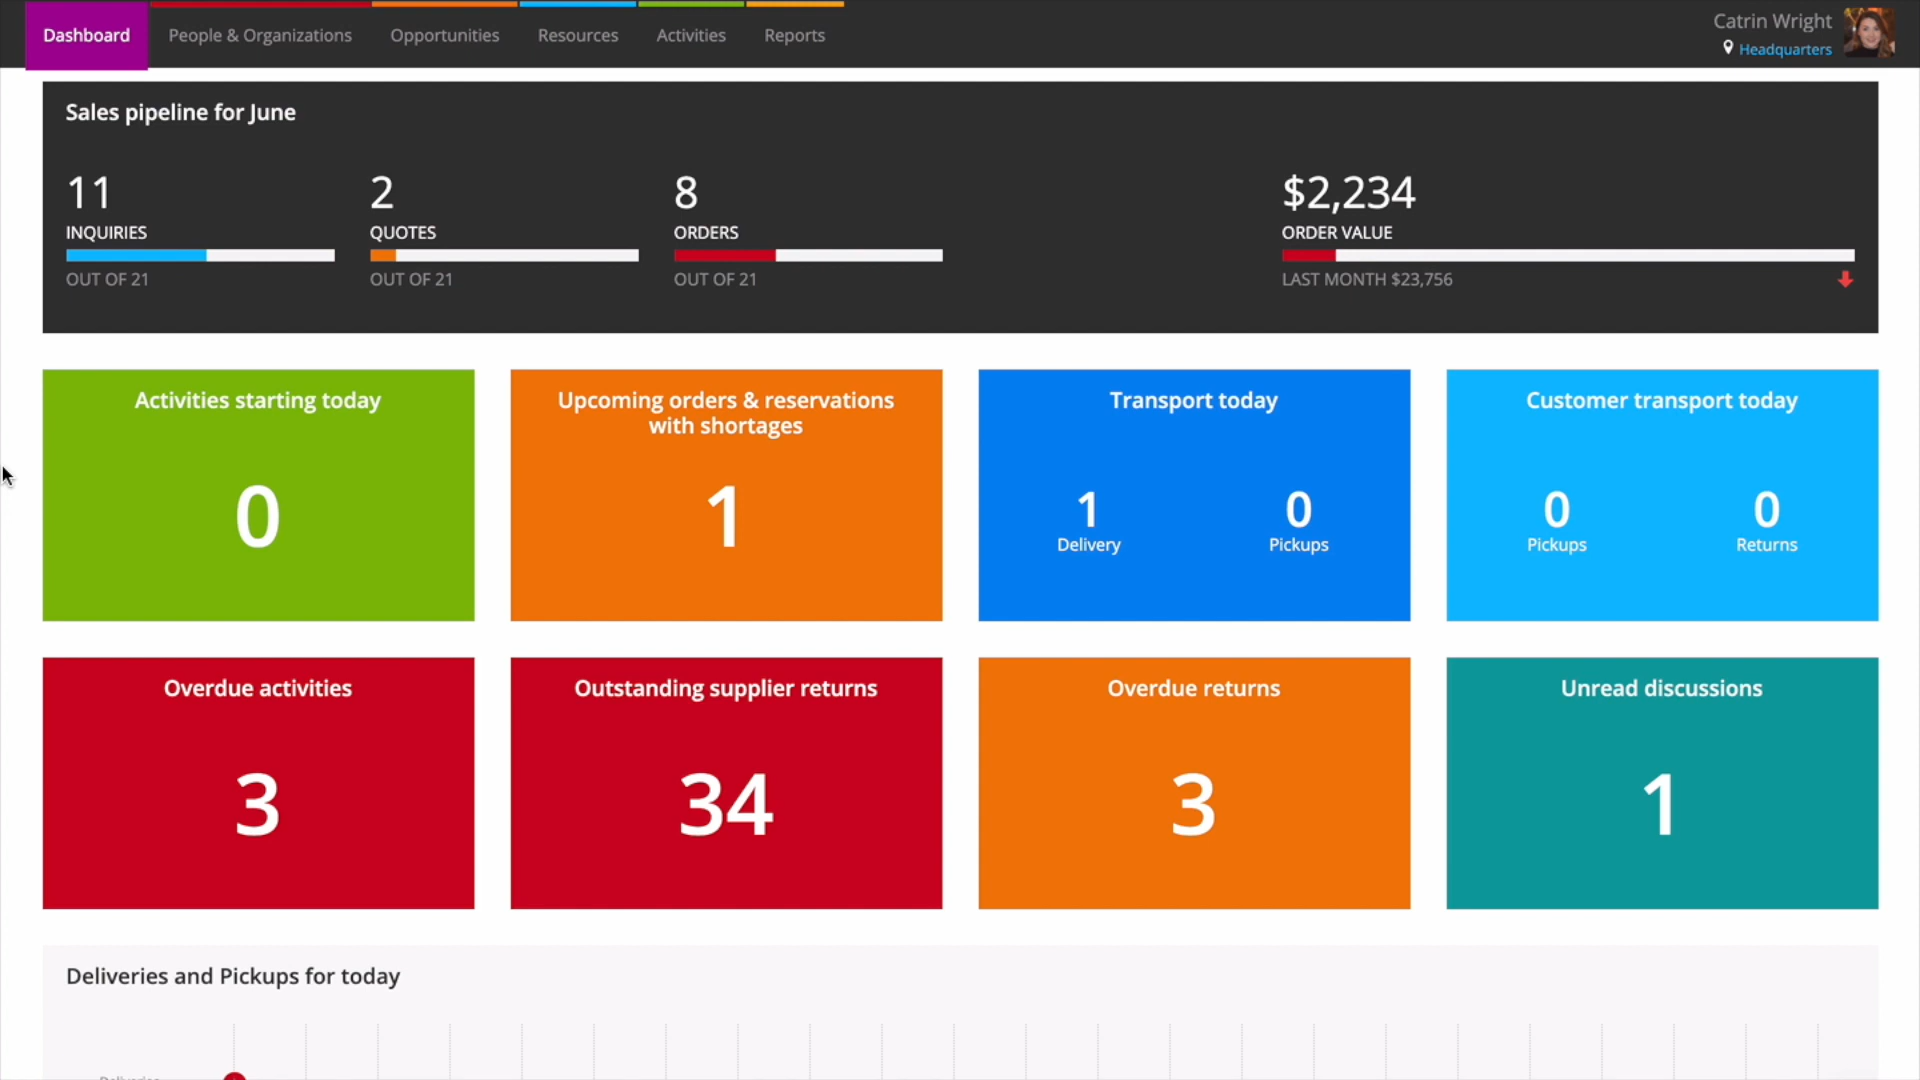 Dashboard
People & Organizations
Opportunities
Resources
Activities
Reports
Catrin Wright
Headquarters
Sales pipeline for June
11
INQUIRIES
OUT OF 21
2
QUOTES
OUT OF 21
8
ORDERS
OUT OF 21
$2,234
ORDER VALUE
LAST MONTH $23,756
Activities starting today
0
Upcoming orders & reservations
with shortages
1
Transport today
1
Delivery
0
Pickups
Customer transport today
0
Pickups
0
Returns
Overdue activities
3
Outstanding supplier returns
34
Overdue returns
3
Unread discussions
1
Deliveries and Pickups for today